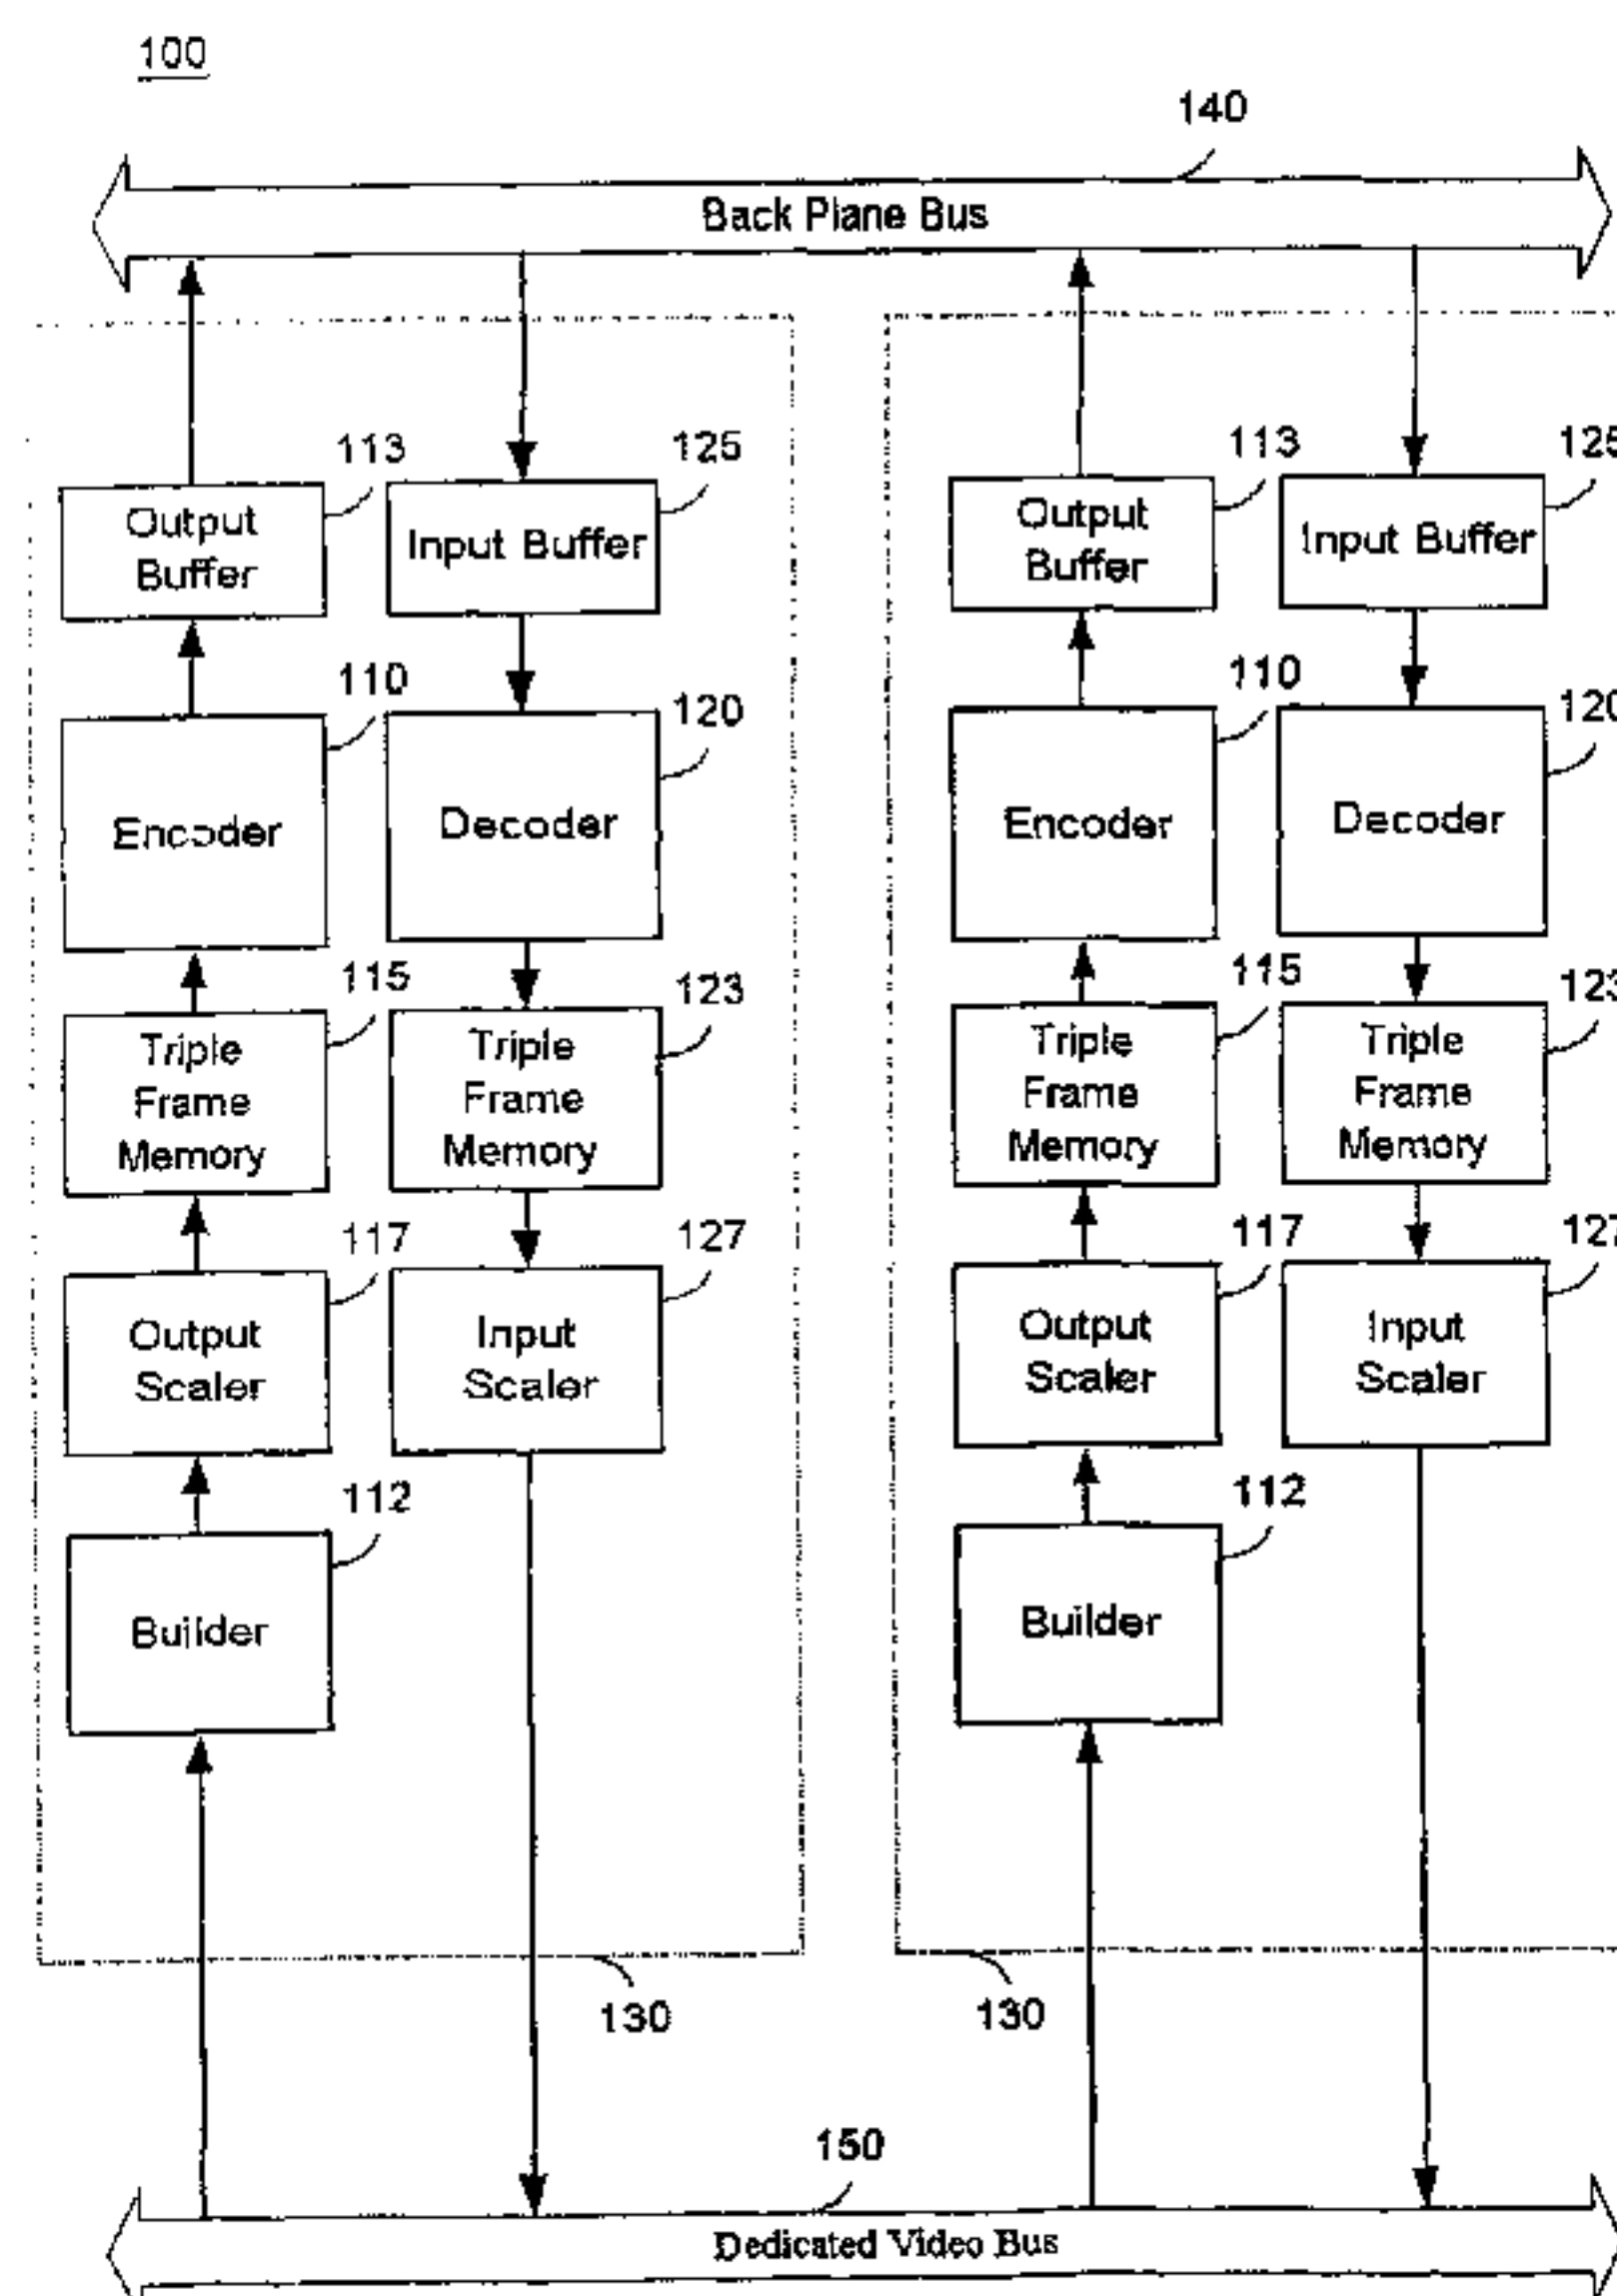 100
140
Back Plane Bus
113
125
113
125
Output
Buffer
Input Buffer
Output
Buffer
Input Buffer
110
120
110
120
Encoder
Decoder
Encoder
Decoder
115
123
115
123
Triple
Frame
Memory
Triple
Frame
Memory
Triple
Frame
Memory
Triple
Frame
Memory
117
127
117
127
Output
Scaler
Input
Scaler
Output
Scaler
Input
Scaler
112
112
Builder
Builder
130
130
150
Dedicated Video Bus